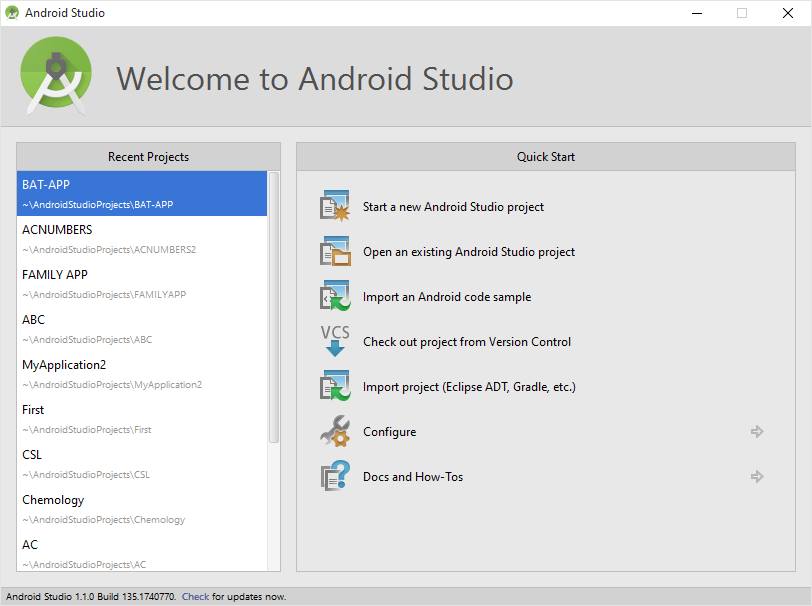 Android Studio
Welcome to Android Studio
Recent Projects
BAT-APP
~\AndroidStudioProjects\BAT-APP
ACNUMBERS
~\AndroidStudioProjects\ACNUMBERS2
FAMILY APP
~\AndroidStudioProjects\FAMILYAPP
ABC
~\AndroidStudioProjects\ABC
MyApplication2
~\AndroidStudioProjects\MyApplication2
First
~\AndroidStudioProjects\First
CSL
~\AndroidStudioProjects\CSL
Chemology
~\AndroidStudioProjects\Chemology
AC
~\AndroidStudioProjects\AC
Quick Start
Start a new Android Studio project
Open an existing Android Studio project
Import an Android code sample
VCS
Check out project from Version Control
Import project (Eclipse ADT, Gradle, etc.)
Configure
Docs and How-Tos
Android Studio 1.1.0 Build 135.1740770. Check for updates now.